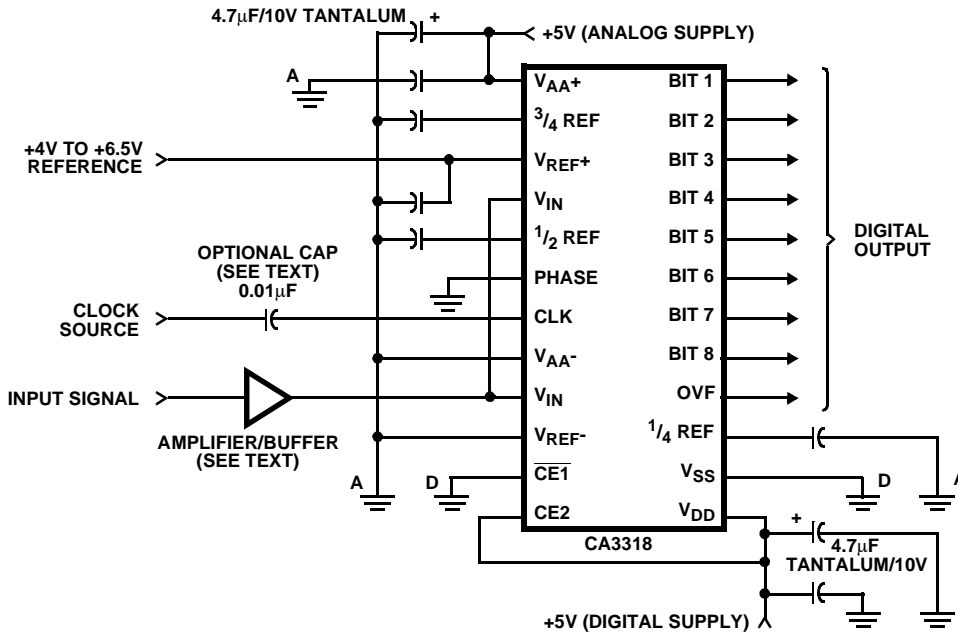 4.7µF/10V TANTALUM
+
+5V (ANALOG SUPPLY)
A
VAA+
BIT 1
3/4 REF
BIT 2
+4V TO +6.5V
REFERENCE
VREF+
BIT 3
VIN
BIT 4
1/2 REF
BIT 5
DIGITAL
OUTPUT
OPTIONAL CAP
(SEE TEXT)
0.01µF
PHASE
BIT 6
CLOCK
SOURCE
CLK
BIT 7
VAA-
BIT 8
INPUT SIGNAL
VIN
OVF
AMPLIFIER/BUFFER
(SEE TEXT)
VREF-
1/4 REF
A
D
CE1
VSS
D
A
CE2
VDD
CA3318
+
4.7µF
TANTALUM/10V
+5V (DIGITAL SUPPLY)